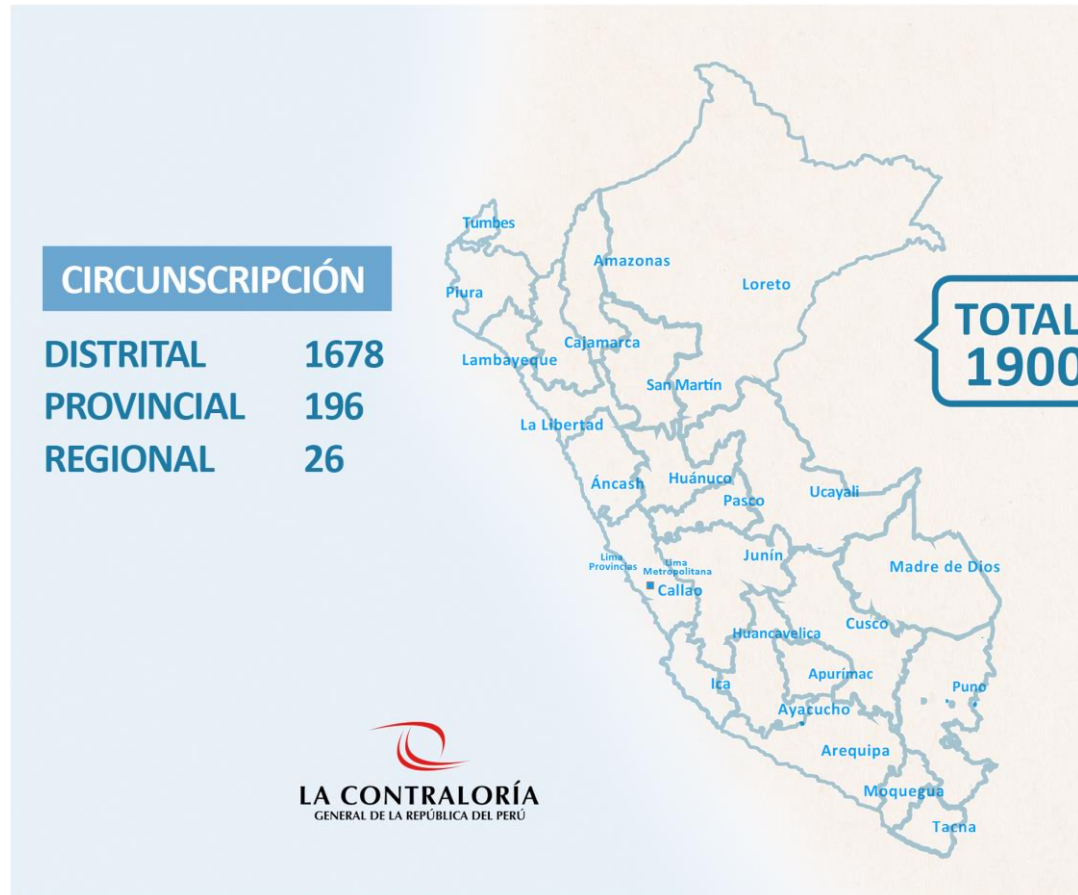 CIRCUNSCRIPCIÓN
DISTRITAL 1678
PROVINCIAL 196
REGIONAL 26
Tumbes
Piura
Lambayeque
Amazonas
Loreto
Cajamarca
San Martín
La Libertad
Áncash
Huánuco
Pasco
Ucayali
Lima
Provincias
Lima
Metropolitana
Callao
Junín
Madre de Dios
Huancavelica
Cusco
Ica
Apurímac
Ayacucho
Puno
Arequipa
Moquegua
Tacna
TOTAL
1900
LA CONTRALORÍA
GENERAL DE LA REPÚBLICA DEL PERÚ